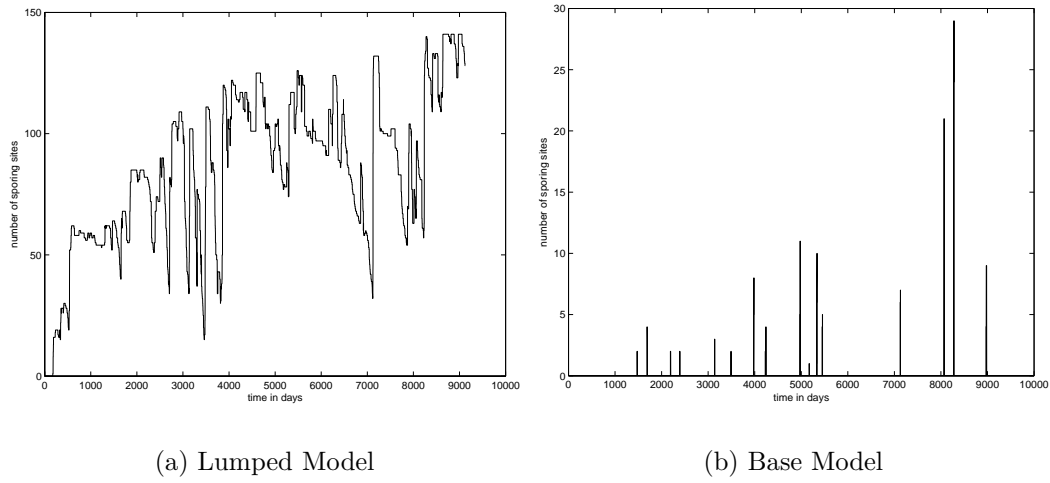 150
100
50
0
number of sporing sites
0 1000 2000 3000 4000 5000 6000 7000 8000 9000 10000
time in days
(a) Lumped Model
30
25
20
15
10
5
0
number of sporing sites
0 1000 2000 3000 4000 5000 6000 7000 8000 9000 10000
time in days
(b) Base Model